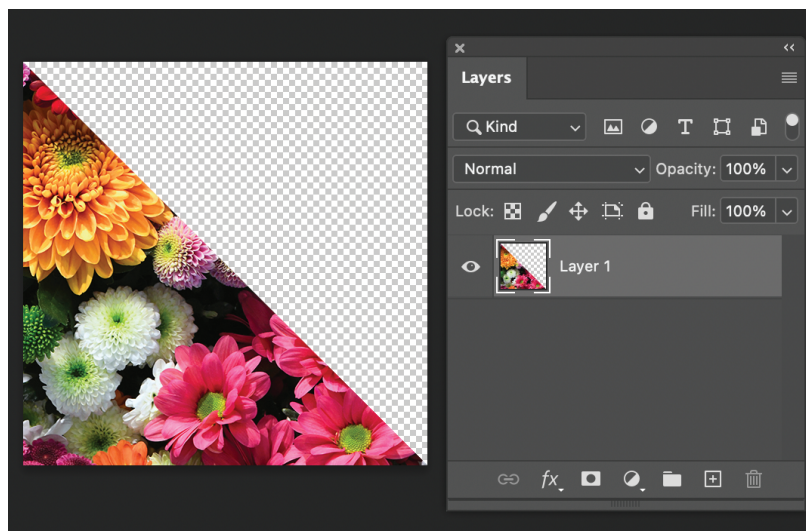 Layers
Kind
Normal Opacity: 100%
Lock: Fill: 100%
Layer 1
fx